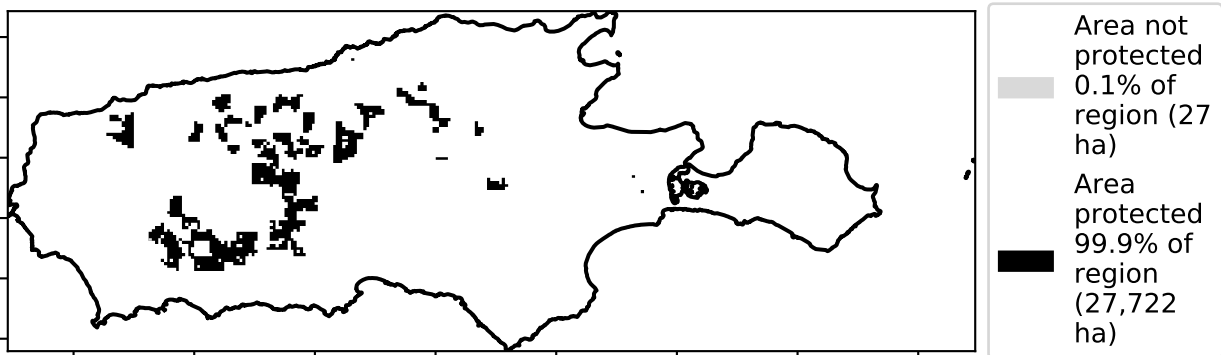 Area not
protected
0.1% of
region (27
ha)
Area
protected
99.9% of
region
(27,722
ha)